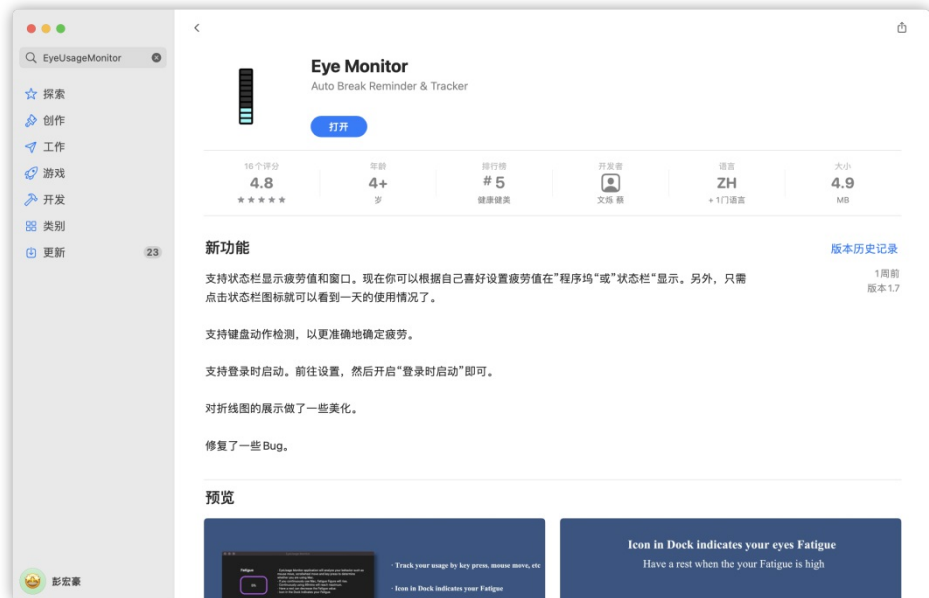 EyeUsageMonitor
探索
创作
工作
游戏
开发
类别
更新
23
彭宏豪
Eye Monitor
Auto Break Reminder & Tracker
打开
16个评分
4.8
★★★★★
年龄
4+
岁
排行榜
#5
健康健美
开发者
文烁 蔡
语言
ZH
+ 1门语言
大小
4.9
MB
新功能
版本历史记录
支持状态栏显示疲劳值和窗口。现在你可以根据自己喜好设置疲劳值在”程序坞“或”状态栏“显示。另外，只需
点击状态栏图标就可以看到一天的使用情况了。
1周前
版本1.7
支持键盘动作检测，以更准确地确定疲劳。
支持登录时启动。前往设置，然后开启“登录时启动”即可。
对折线图的展示做了一些美化。
修复了一些Bug。
预览
· Track your usage by key press, mouse move, etc
· Icon in Dock indicates your Fatigue
Icon in Dock indicates your eyes Fatigue
Have a rest when the your Fatigue is high